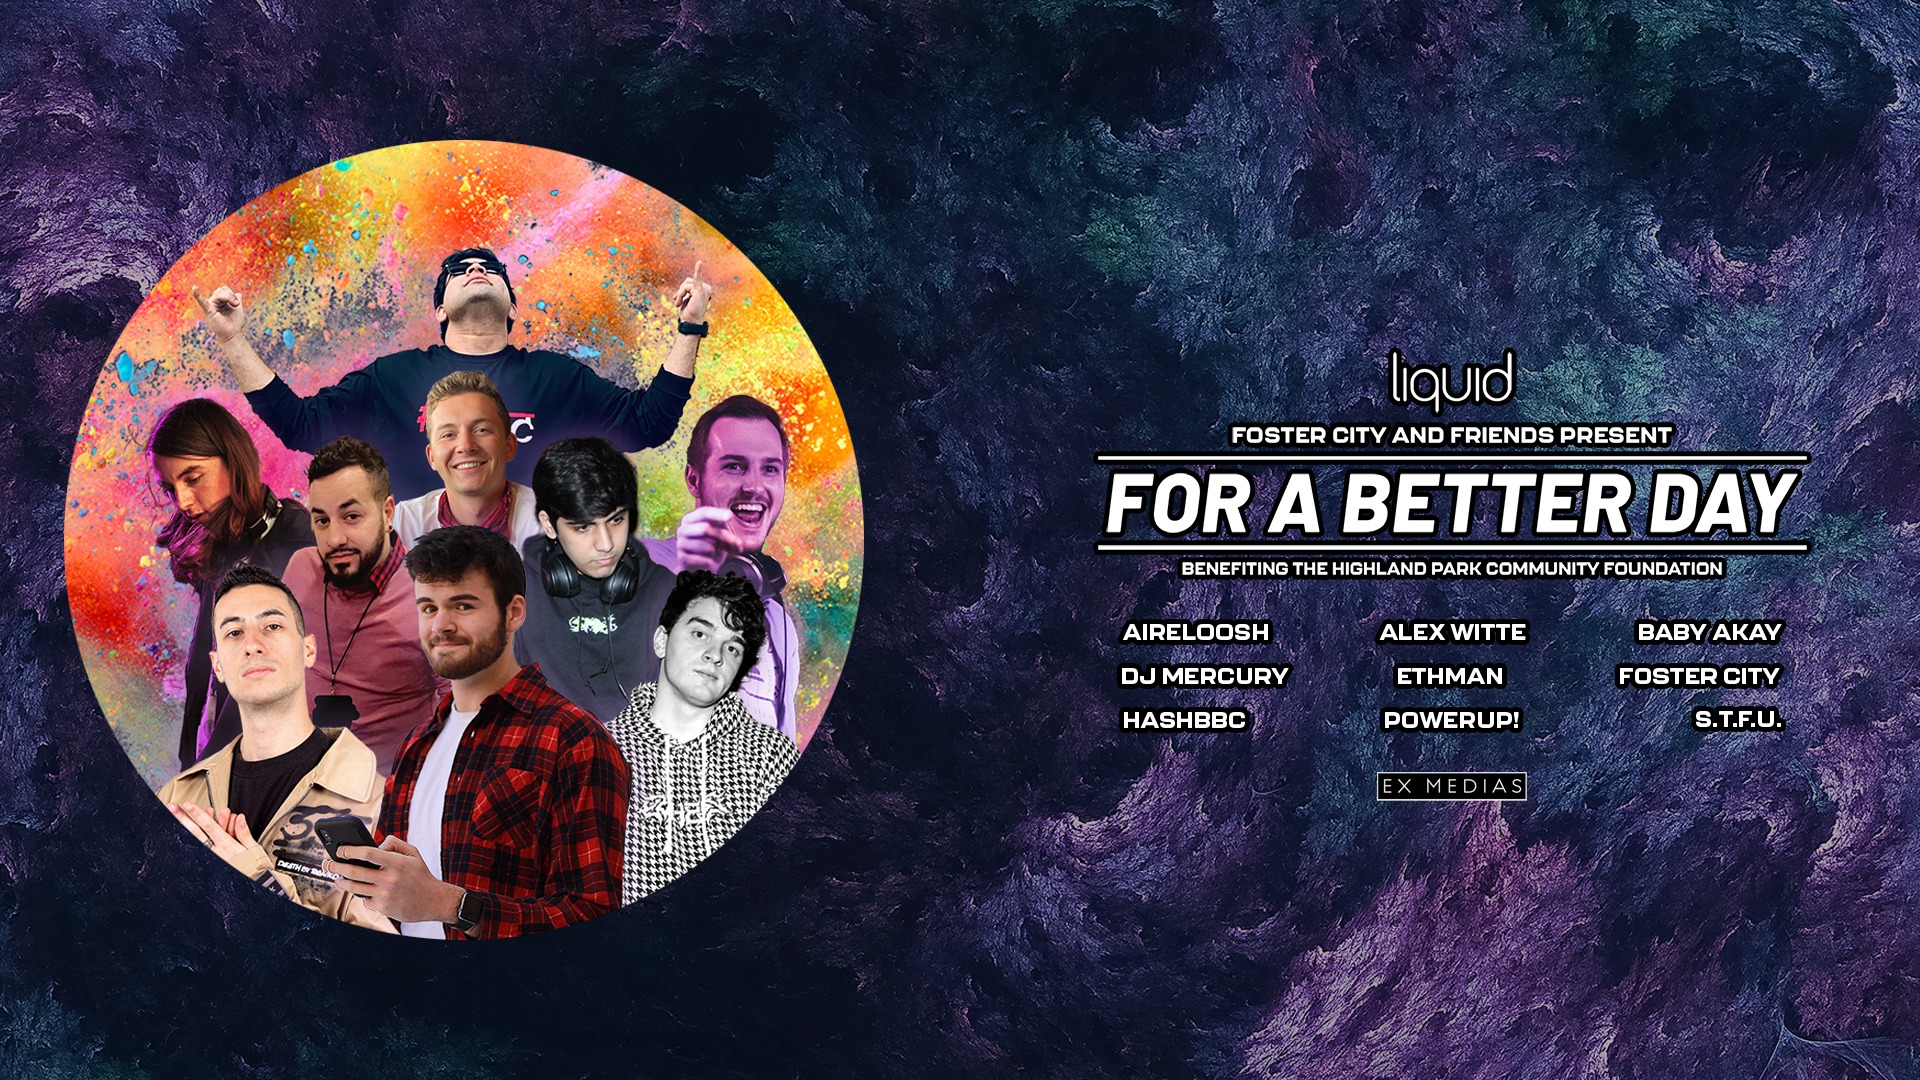 liquid
FOSTER CITY AND FRIENDS PRESENT
FOR A BETTER DAY
BENEFITING THE HIGHLAND PARK COMMUNITY FOUNDATION
AIRELOOSH ALEX WITTE BABY AKAY
DJ MERCURY ETHMAN FOSTER CITY
HASHBBC POWERUP! S.T.F.U.
EX MEDIAS